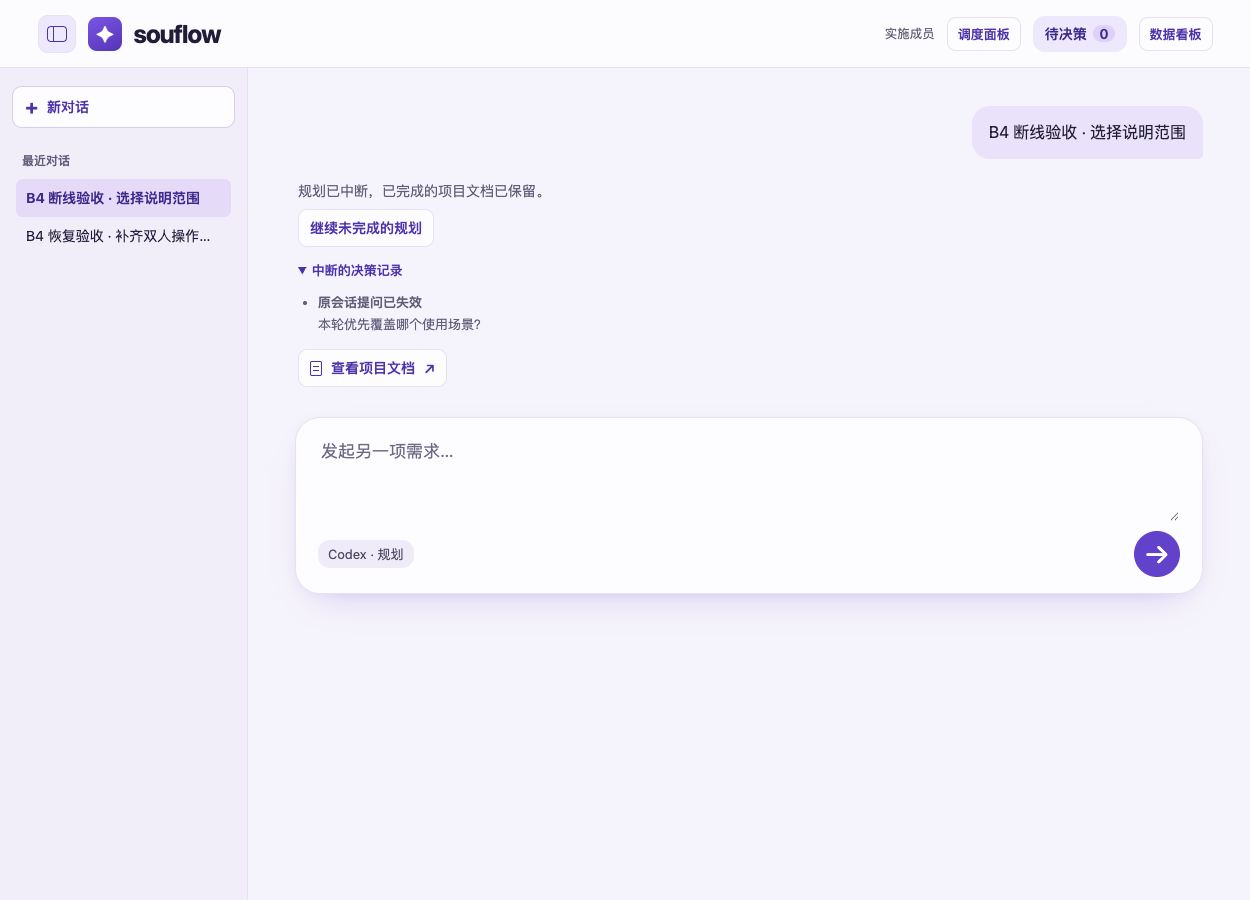 souflow
实施成员
调度面板
待决策 0
数据看板
新对话
最近对话
B4 断线验收 · 选择说明范围
B4 恢复验收 · 补齐双人操作...
B4 断线验收 · 选择说明范围
规划已中断，已完成的项目文档已保留。
继续未完成的规划
中断的决策记录
原会话提问已失效
本轮优先覆盖哪个使用场景?
查看项目文档
发起另一项需求...
Codex · 规划